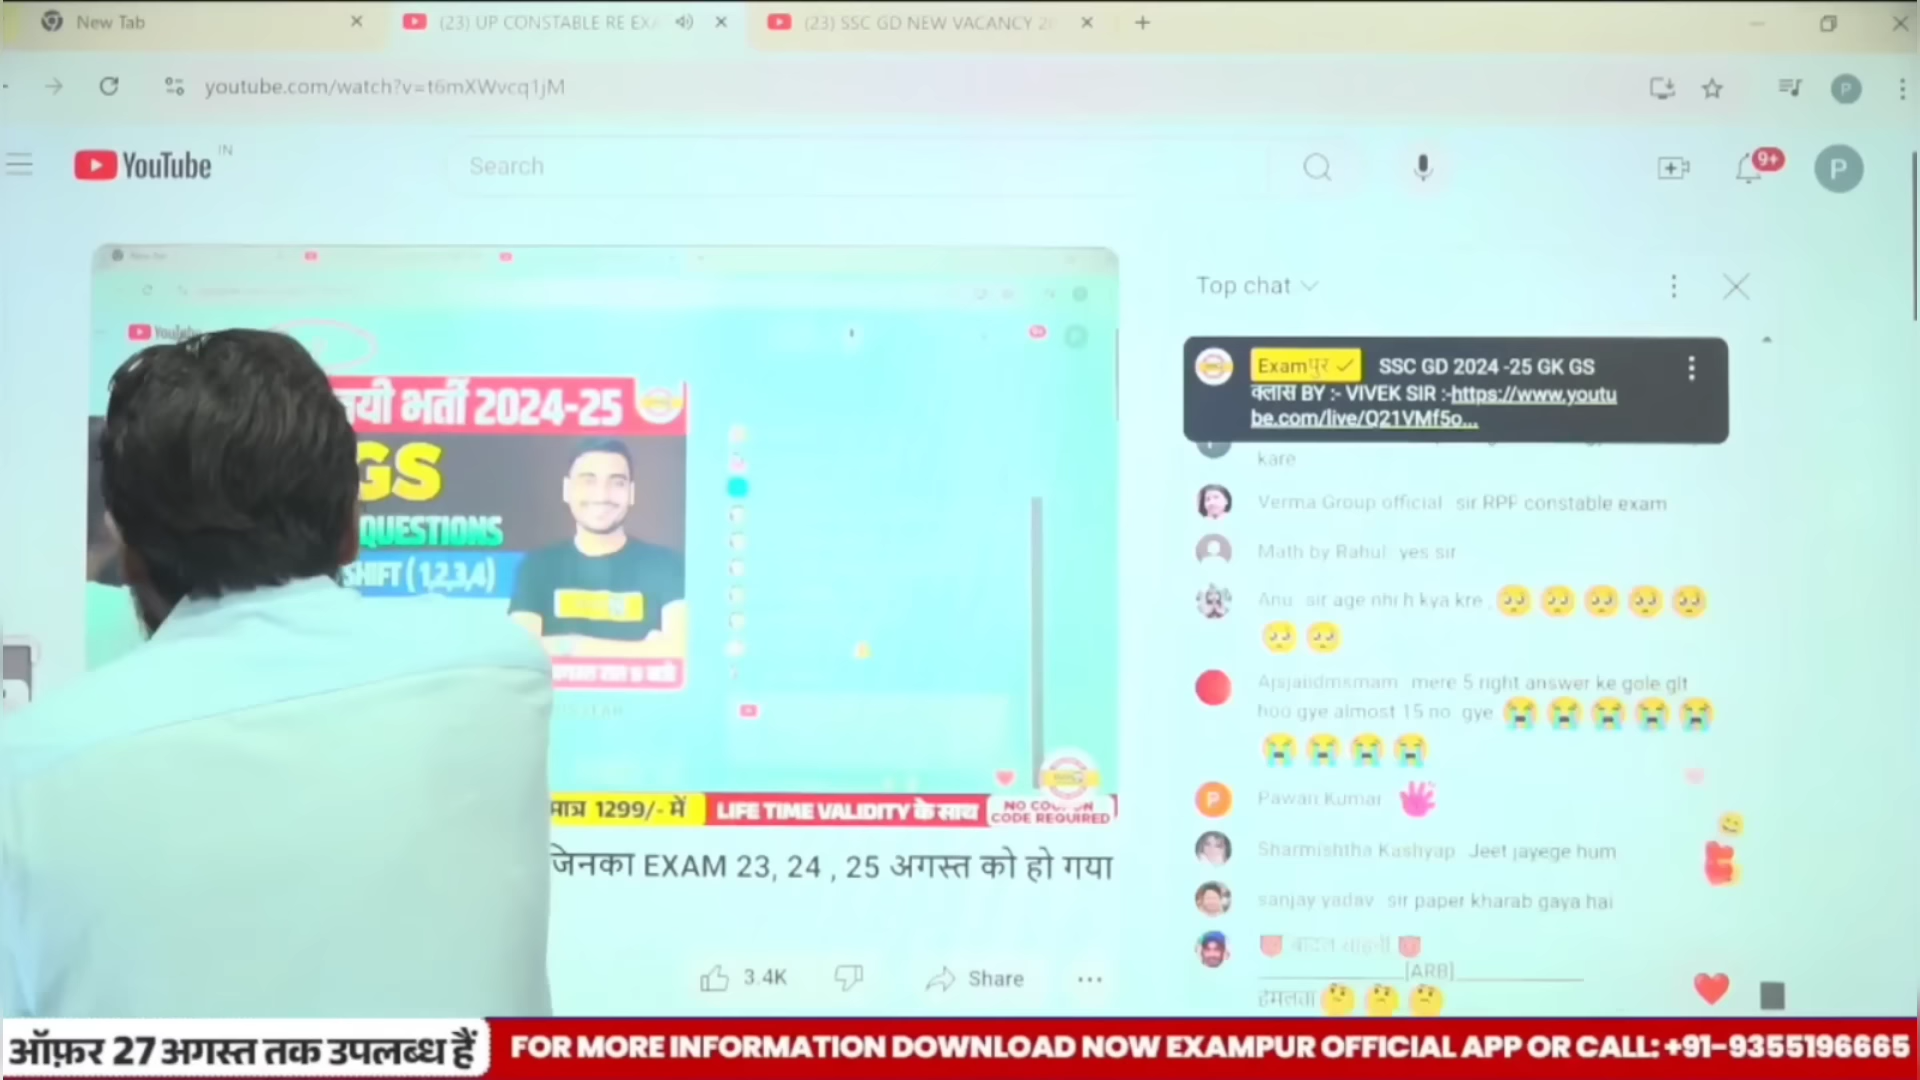 New Tab
(23) UP CONSTABLE RE EXA
(23) SSC GD NEW VACANCY 2
youtube.com/watch?v=t6mXWvcq1jM
YouTube IN
Search
9+
P
Top chat
Examपुर SSC GD 2024 -25 GK GS
क्लास BY :- VIVEK SIR :-https://www.youtu
be.com/live/Q21VMf5o...
kare
Verma Group official sir RPF constable exam
Math by Rahul yes sir
Anu sir age nhi h kya kre
Ajsjaiidmsmam mere 5 right answer ke gole glt
hoo gye almost 15 no gye
Pawan Kumar
Sharmishtha Kashyap Jeet jayege hum
sanjay yadav sir paper kharab gaya hai
[ARB]
हेमलता
भर्ती 2024-25
GS
QUESTIONS
SHIFT (1,2,3,4)
मात्र 1299/- में
LIFE TIME VALIDITY के साथ
NO COUPON
CODE REQUIRED
जिनका EXAM 23, 24 , 25 अगस्त को हो गया
3.4K
Share
ऑफ़र 27 अगस्त तक उपलब्ध हैं
FOR MORE INFORMATION DOWNLOAD NOW EXAMPUR OFFICIAL APP OR CALL: +91-9355196665